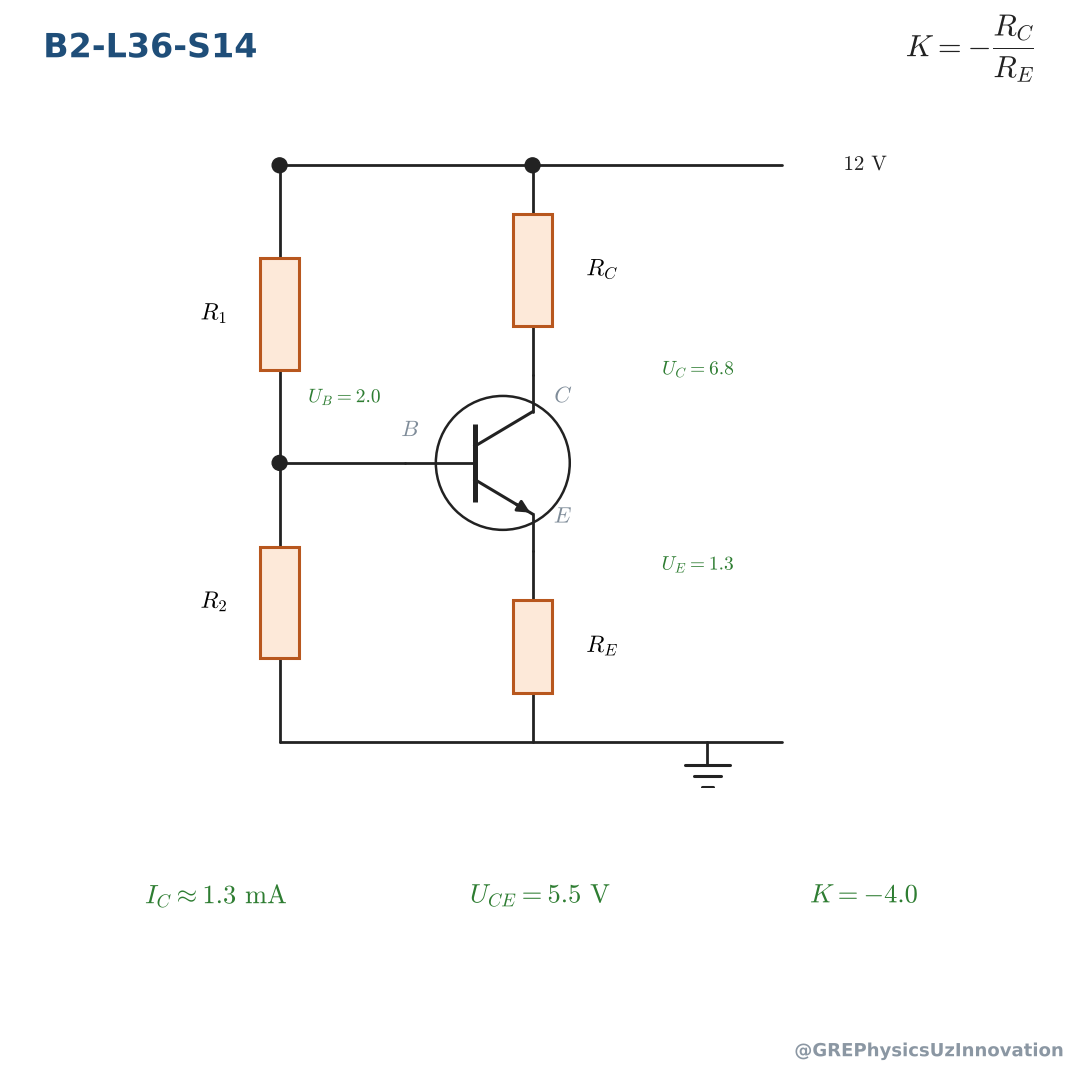 B2-L36-S14
K = −R_C/R_E
12 V
R_C
R_1
U_C = 6.8
U_B = 2.0
C
B
E
U_E = 1.3
R_2
R_E
I_C ≈ 1.3 mA
U_CE = 5.5 V
K = −4.0
@GREPhysicsUzInnovation